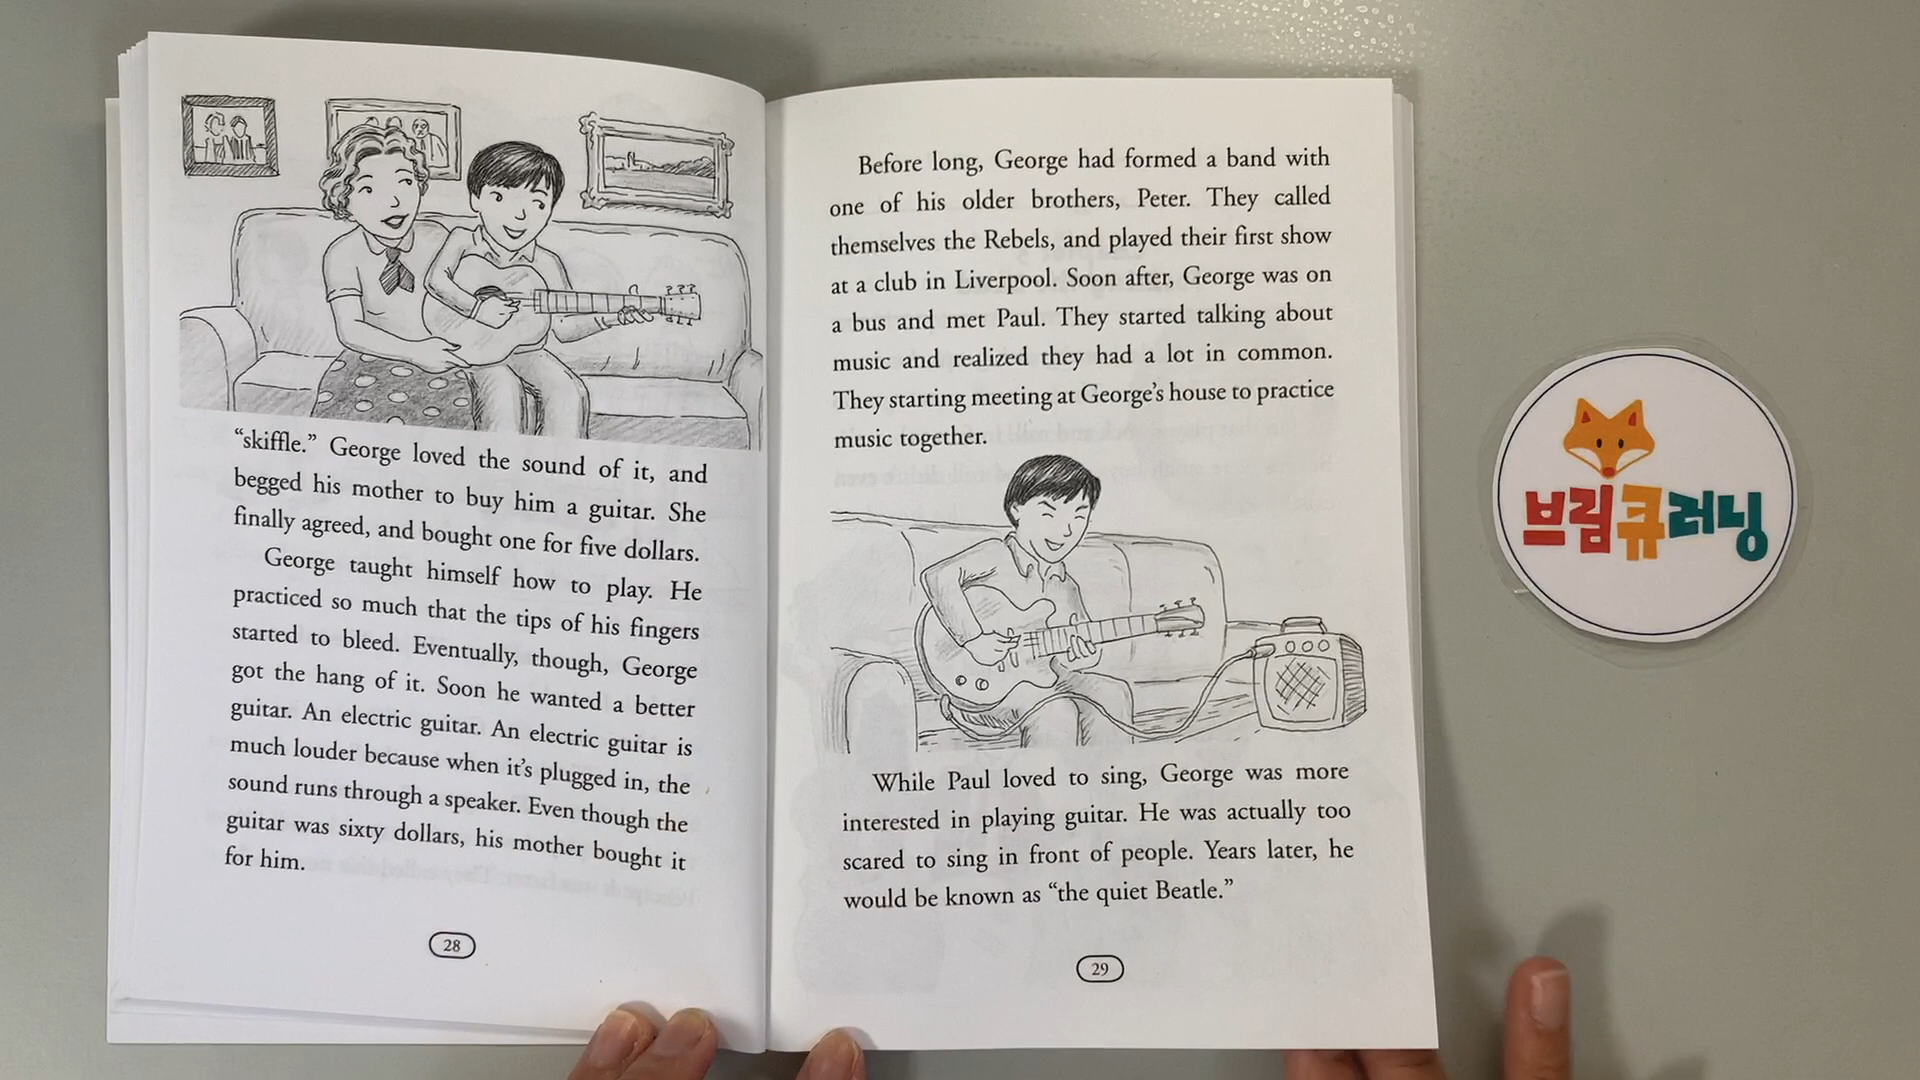 “skiffle.” George loved the sound of it, and
begged his mother to buy him a guitar. She
finally agreed, and bought one for five dollars.
George taught himself how to play. He
practiced so much that the tips of his fingers
started to bleed. Eventually, though, George
got the hang of it. Soon he wanted a better
guitar. An electric guitar. An electric guitar is
much louder because when it’s plugged in, the
sound runs through a speaker. Even though the
guitar was sixty dollars, his mother bought it
for him.
28
Before long, George had formed a band with
one of his older brothers, Peter. They called
themselves the Rebels, and played their first show
at a club in Liverpool. Soon after, George was on
a bus and met Paul. They started talking about
music and realized they had a lot in common.
They starting meeting at George’s house to practice
music together.
While Paul loved to sing, George was more
interested in playing guitar. He was actually too
scared to sing in front of people. Years later, he
would be known as “the quiet Beatle.”
29
브림큐러닝